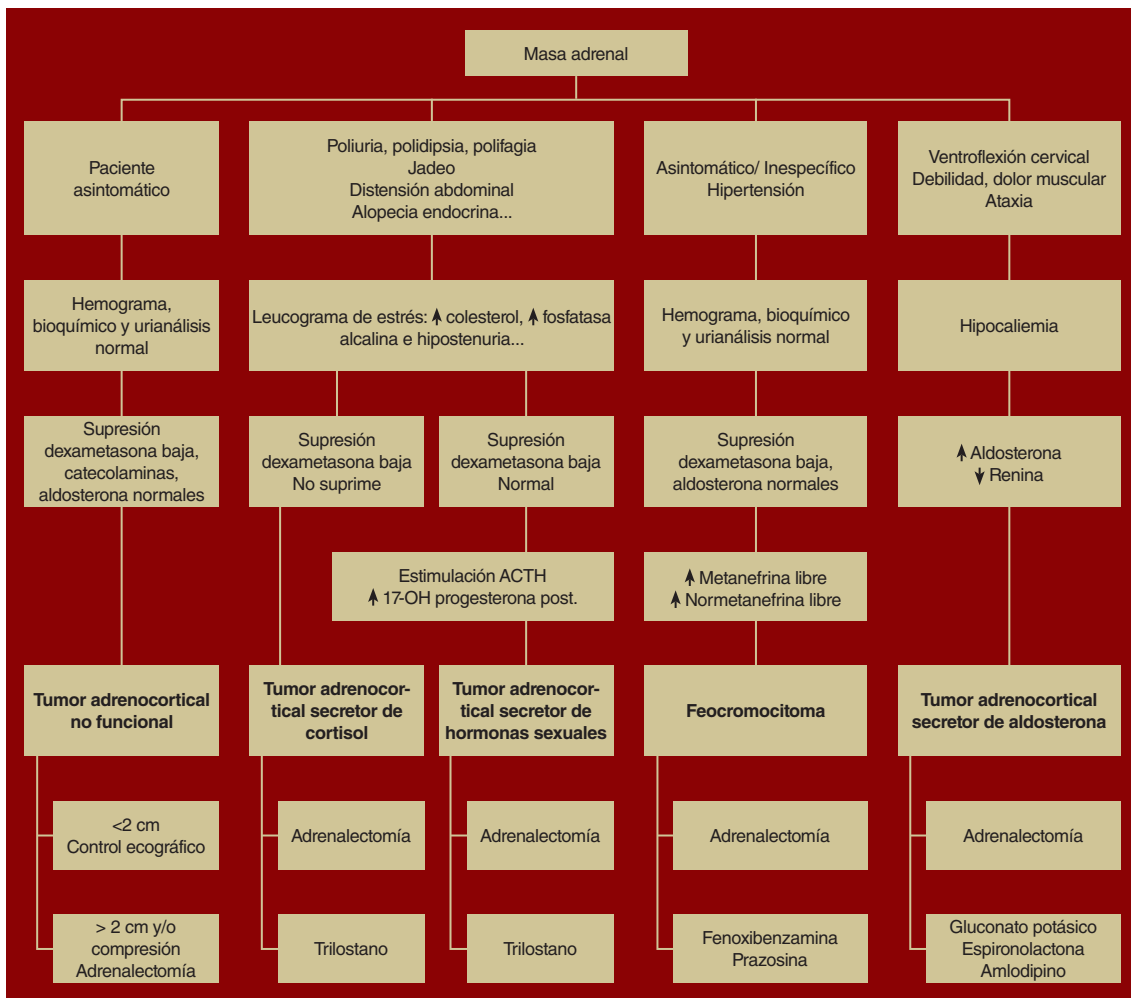 Masa adrenal
Paciente
asintomático
Poliuria, polidipsia, polifagia
Jadeo
Distensión abdominal
Alopecia endocrina...
Asintomático/ Inespecífico
Hipertensión
Ventroflexión cervical
Debilidad, dolor muscular
Ataxia
Hemograma,
bioquímico y urianálisis
normal
Leucograma de estrés: ↑ colesterol, ↑ fosfatasa
alcalina e hipostenuria...
Hemograma, bioquímico
y urianálisis normal
Hipocaliemia
Supresión
dexametasona baja,
catecolaminas,
aldosterona normales
Supresión
dexametasona baja
No suprime
Supresión
dexametasona baja
Normal
Supresión
dexametasona baja,
aldosterona normales
↑ Aldosterona
↓ Renina
Estimulación ACTH
↑ 17-OH progesterona post.
↑ Metanefrina libre
↑ Normetanefrina libre
Tumor adrenocortical
no funcional
Tumor adrenocor-
tical secretor de
cortisol
Tumor adrenocor-
tical secretor de
hormonas sexuales
Feocromocitoma
Tumor adrenocortical
secretor de aldosterona
<2 cm
Control ecográfico
Adrenalectomía
Adrenalectomía
Adrenalectomía
Adrenalectomía
> 2 cm y/o
compresión
Adrenalectomía
Trilostano
Trilostano
Fenoxibenzamina
Prazosina
Gluconato potásico
Espironolactona
Amlodipino